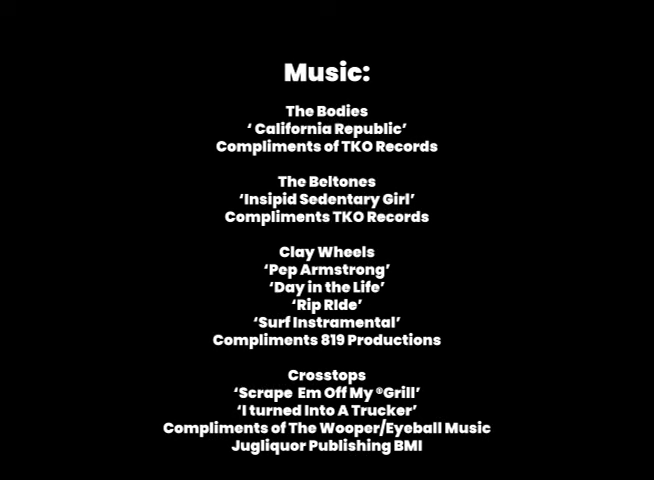 Music:
The Bodies
‘ California Republic’
Compliments of TKO Records
The Beltones
‘Insipid Sedentary Girl’
Compliments TKO Records
Clay Wheels
‘Pep Armstrong’
‘Day in the Life’
‘Rip RIde’
‘Surf Instramental’
Compliments 819 Productions
Crosstops
‘Scrape Em Off My ®Grill’
‘I turned Into A Trucker’
Compliments of The Wooper/Eyeball Music
Jugliquor Publishing BMI